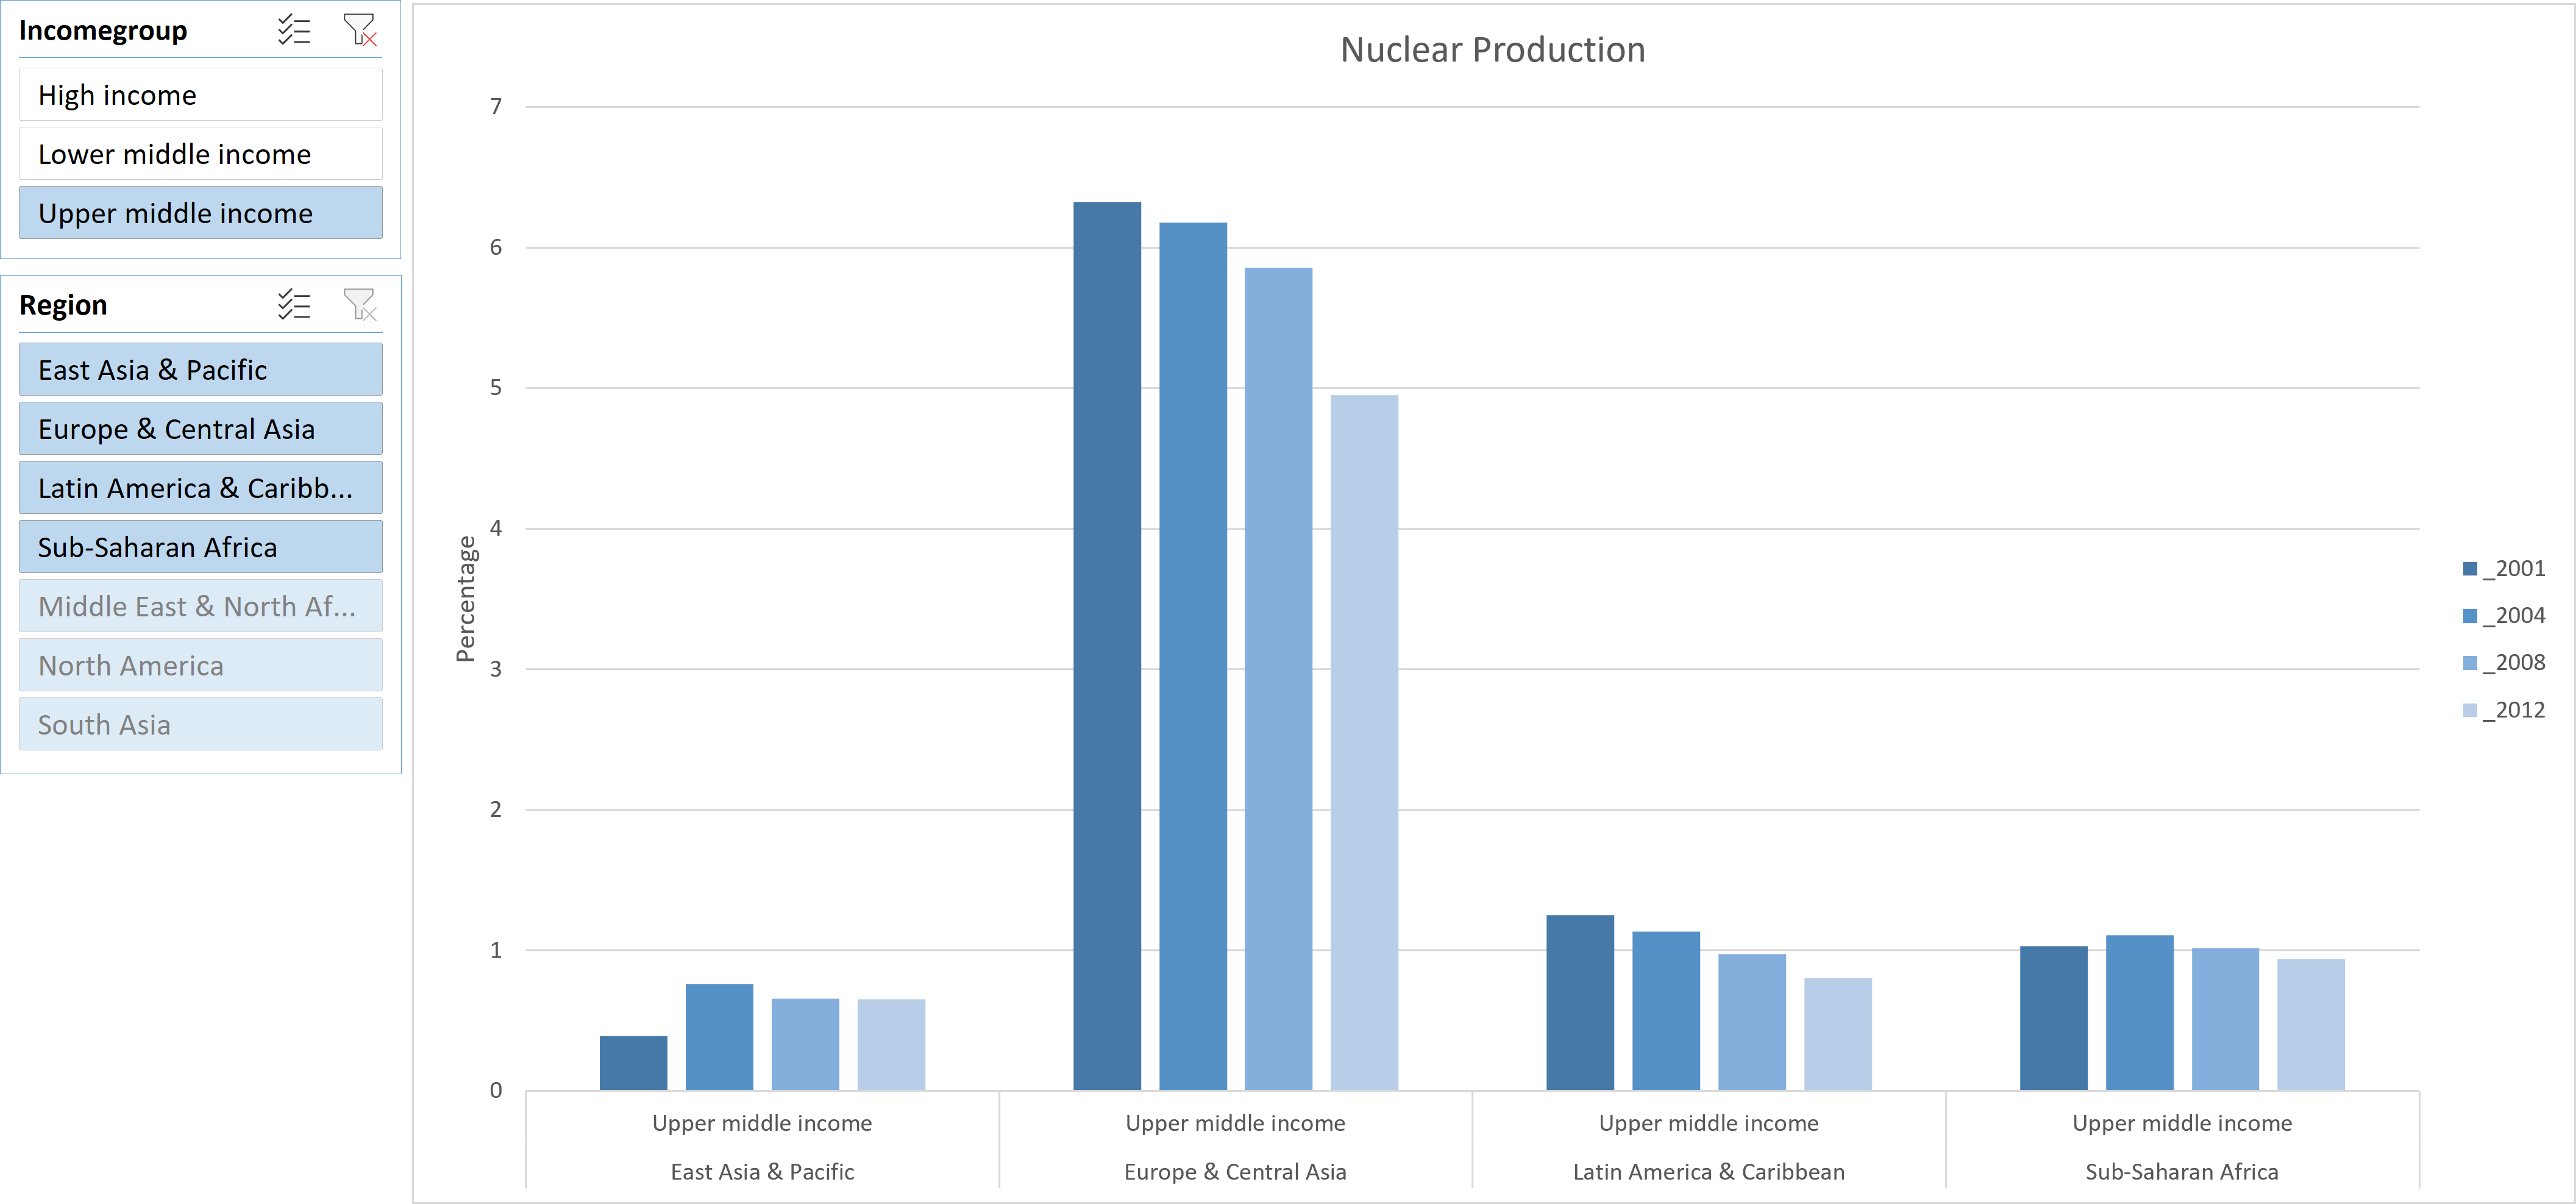 Incomegroup
High income
Lower middle income
Upper middle income
Region
East Asia & Pacific
Europe & Central Asia
Latin America & Caribb...
Sub-Saharan Africa
Middle East & North Af...
North America
South Asia
Nuclear Production
Percentage
7
6
5
4
3
2
1
0
Upper middle income
Upper middle income
Upper middle income
Upper middle income
East Asia & Pacific
Europe & Central Asia
Latin America & Caribbean
Sub-Saharan Africa
_2001
_2004
_2008
_2012